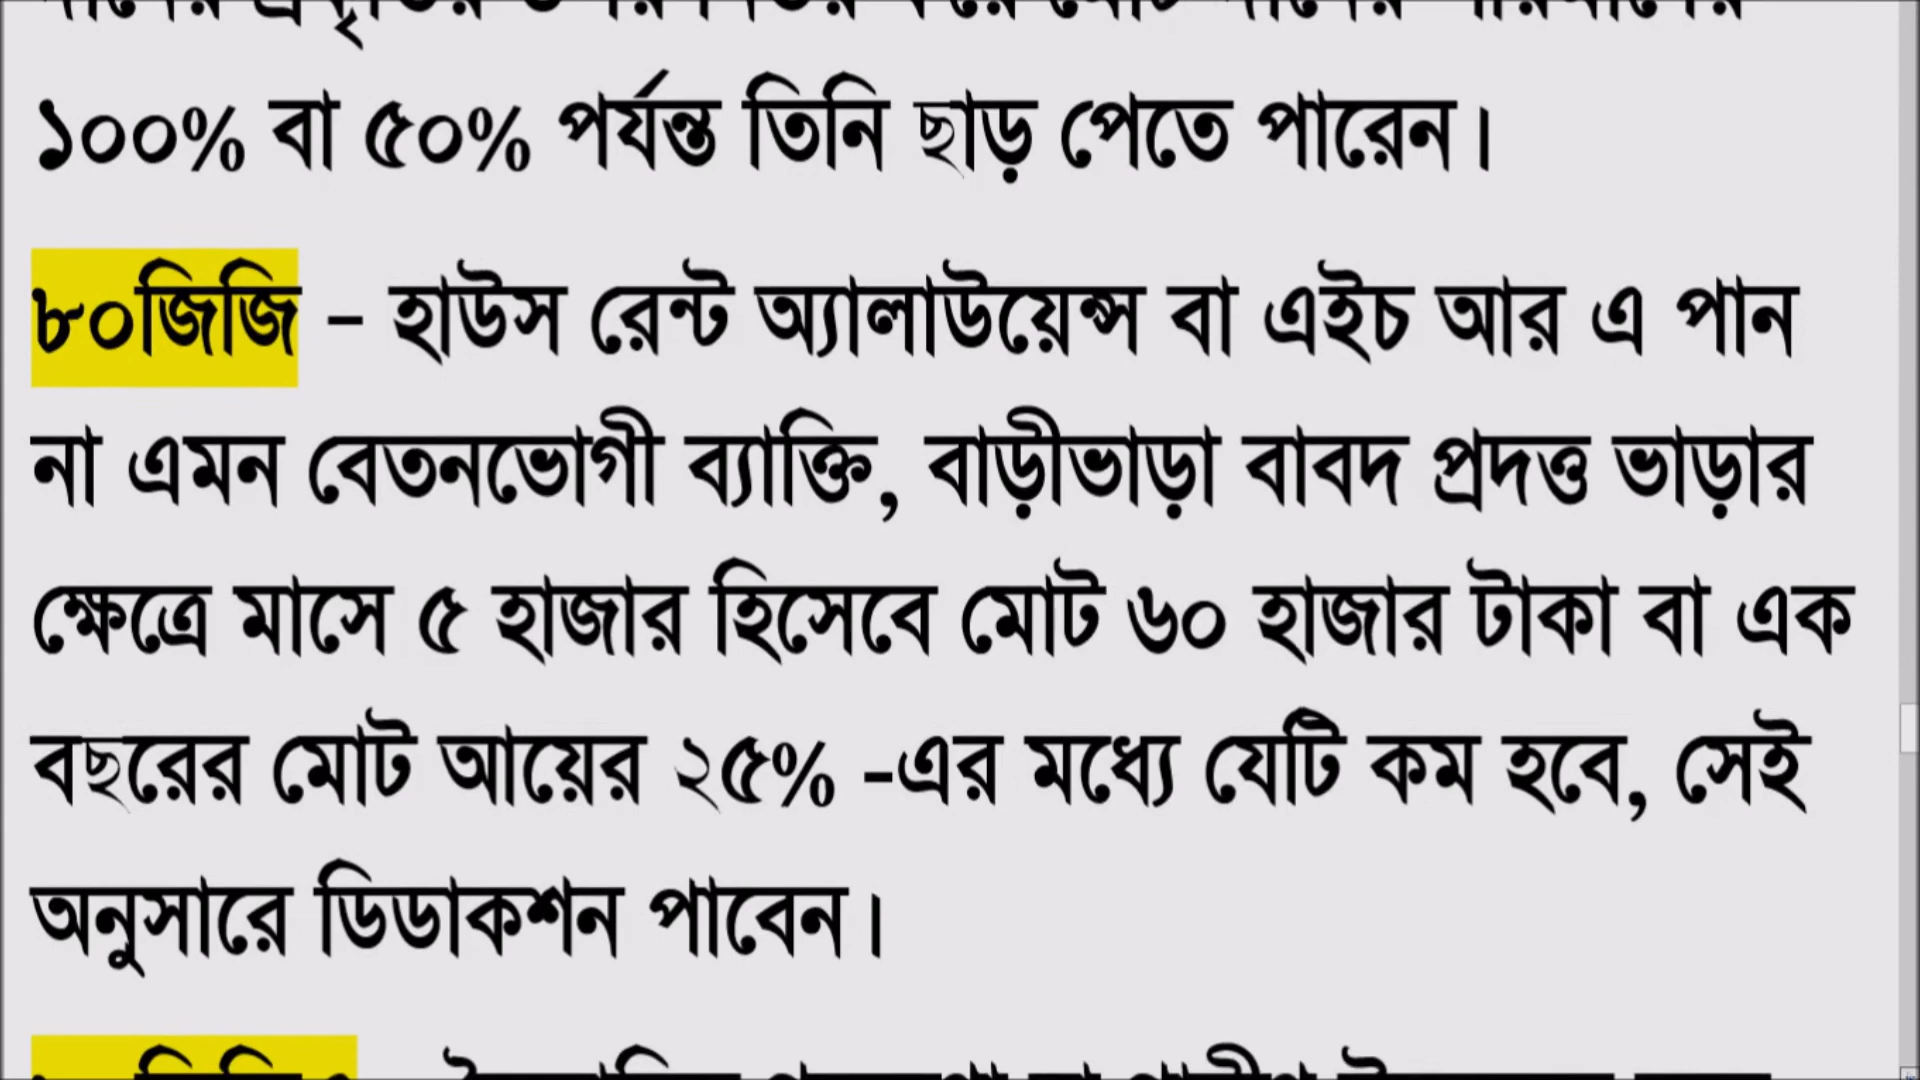 ১০০% বা ৫০% পর্যন্ত তিনি ছাড় পেতে পারেন।
৮০জিজি – হাউস রেন্ট অ্যালাউয়েন্স বা এইচ আর এ পান
না এমন বেতনভোগী ব্যাক্তি, বাড়ীভাড়া বাবদ প্রদত্ত ভাড়ার
ক্ষেত্রে মাসে ৫ হাজার হিসেবে মোট ৬০ হাজার টাকা বা এক
বছরের মোট আয়ের ২৫% -এর মধ্যে যেটি কম হবে, সেই
অনুসারে ডিডাকশন পাবেন।